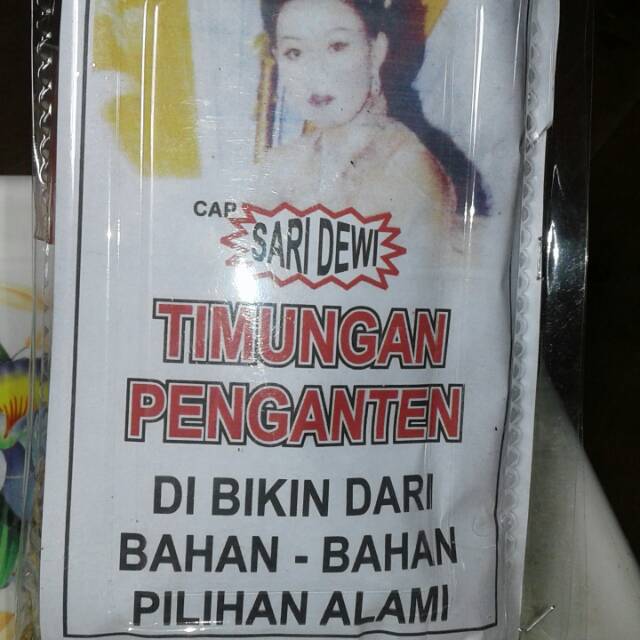 CAP
SARI DEWI
TIMUNGAN
PENGANTEN
DI BIKIN DARI
BAHAN - BAHAN
PILIHAN ALAMI